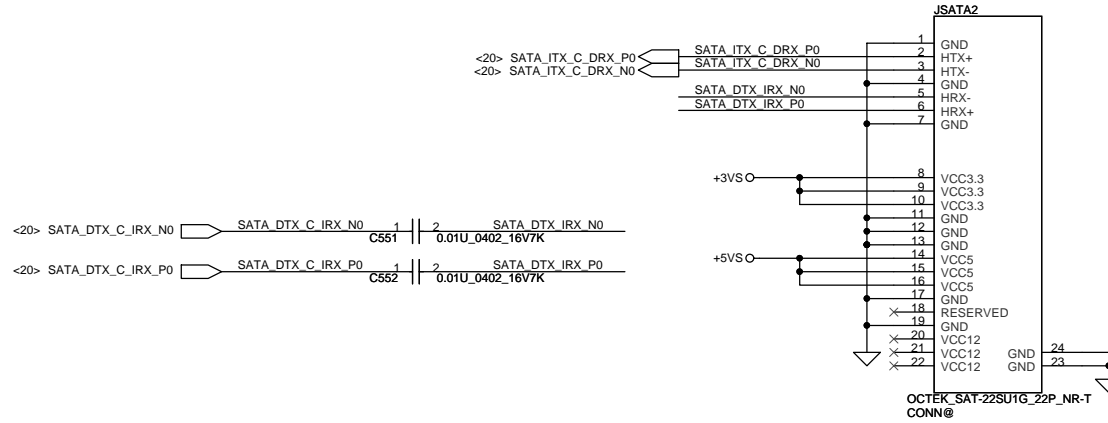 JSATA2
1 GND
<20> SATA_ITX_C_DRX_P0 SATA_ITX_C_DRX_P0 2 HTX+
<20> SATA_ITX_C_DRX_N0 SATA_ITX_C_DRX_N0 3 HTX-
4 GND
SATA_DTX_IRX_N0 5 HRX-
SATA_DTX_IRX_P0 6 HRX+
7 GND
+3VS 8 VCC3.3
9 VCC3.3
10 VCC3.3
11 GND
<20> SATA_DTX_C_IRX_N0 SATA_DTX_C_IRX_N0 1 2 SATA_DTX_IRX_N0 12 GND
C551 0.01U_0402_16V7K
13 GND
+5VS 14 VCC5
<20> SATA_DTX_C_IRX_P0 SATA_DTX_C_IRX_P0 1 2 SATA_DTX_IRX_P0 15 VCC5
C552 0.01U_0402_16V7K
16 VCC5
17 GND
18 RESERVED
19 GND
20 VCC12
21 VCC12 GND 24
22 VCC12 GND 23
OCTEK_SAT-22SU1G_22P_NR-T
CONN@